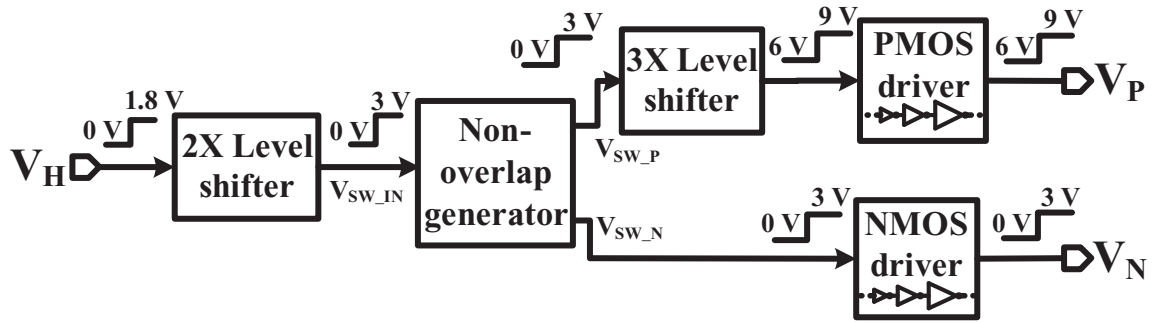 V_H
0 V 1.8 V
2X Level
shifter
0 V 3 V
V_SW_IN
Non-
overlap
generator
0 V 3 V
V_SW_P
3X Level
shifter
6 V 9 V
PMOS
driver
6 V 9 V
V_P
V_SW_N
0 V 3 V
NMOS
driver
0 V 3 V
V_N